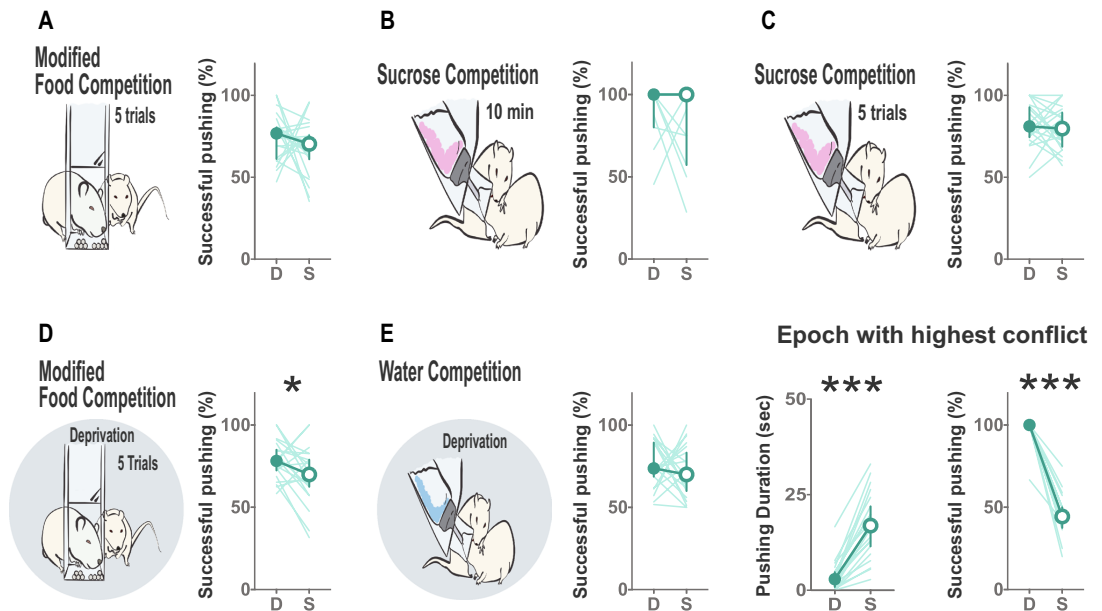 A
Modified
Food Competition
5 trials
Successful pushing (%)
100
50
0
D
S
B
Sucrose Competition
10 min
Successful pushing (%)
100
50
0
D
S
C
Sucrose Competition
5 trials
Successful pushing (%)
100
50
0
D
S
D
Modified
Food Competition
Deprivation
5 Trials
*
Successful pushing (%)
100
50
0
D
S
E
Water Competition
Deprivation
Successful pushing (%)
100
50
0
D
S
Epoch with highest conflict
***
Pushing Duration (sec)
50
25
0
D
S
***
Successful pushing (%)
100
50
0
D
S